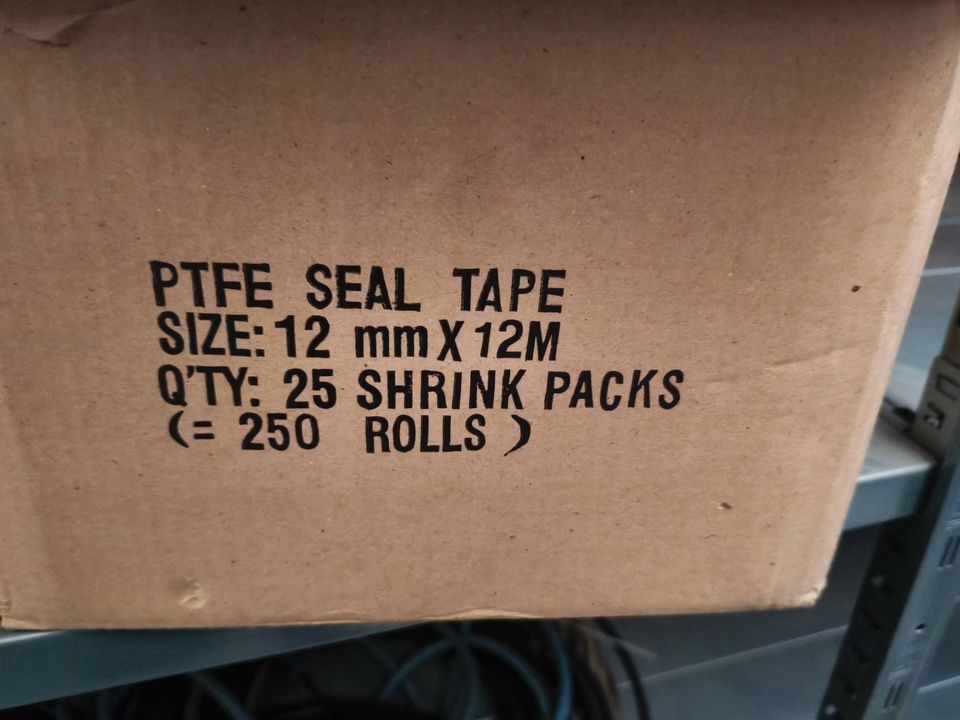 PTFE SEAL TAPE
SIZE: 12 mm X 12M
Q'TY: 25 SHRINK PACKS
(= 250 ROLLS )